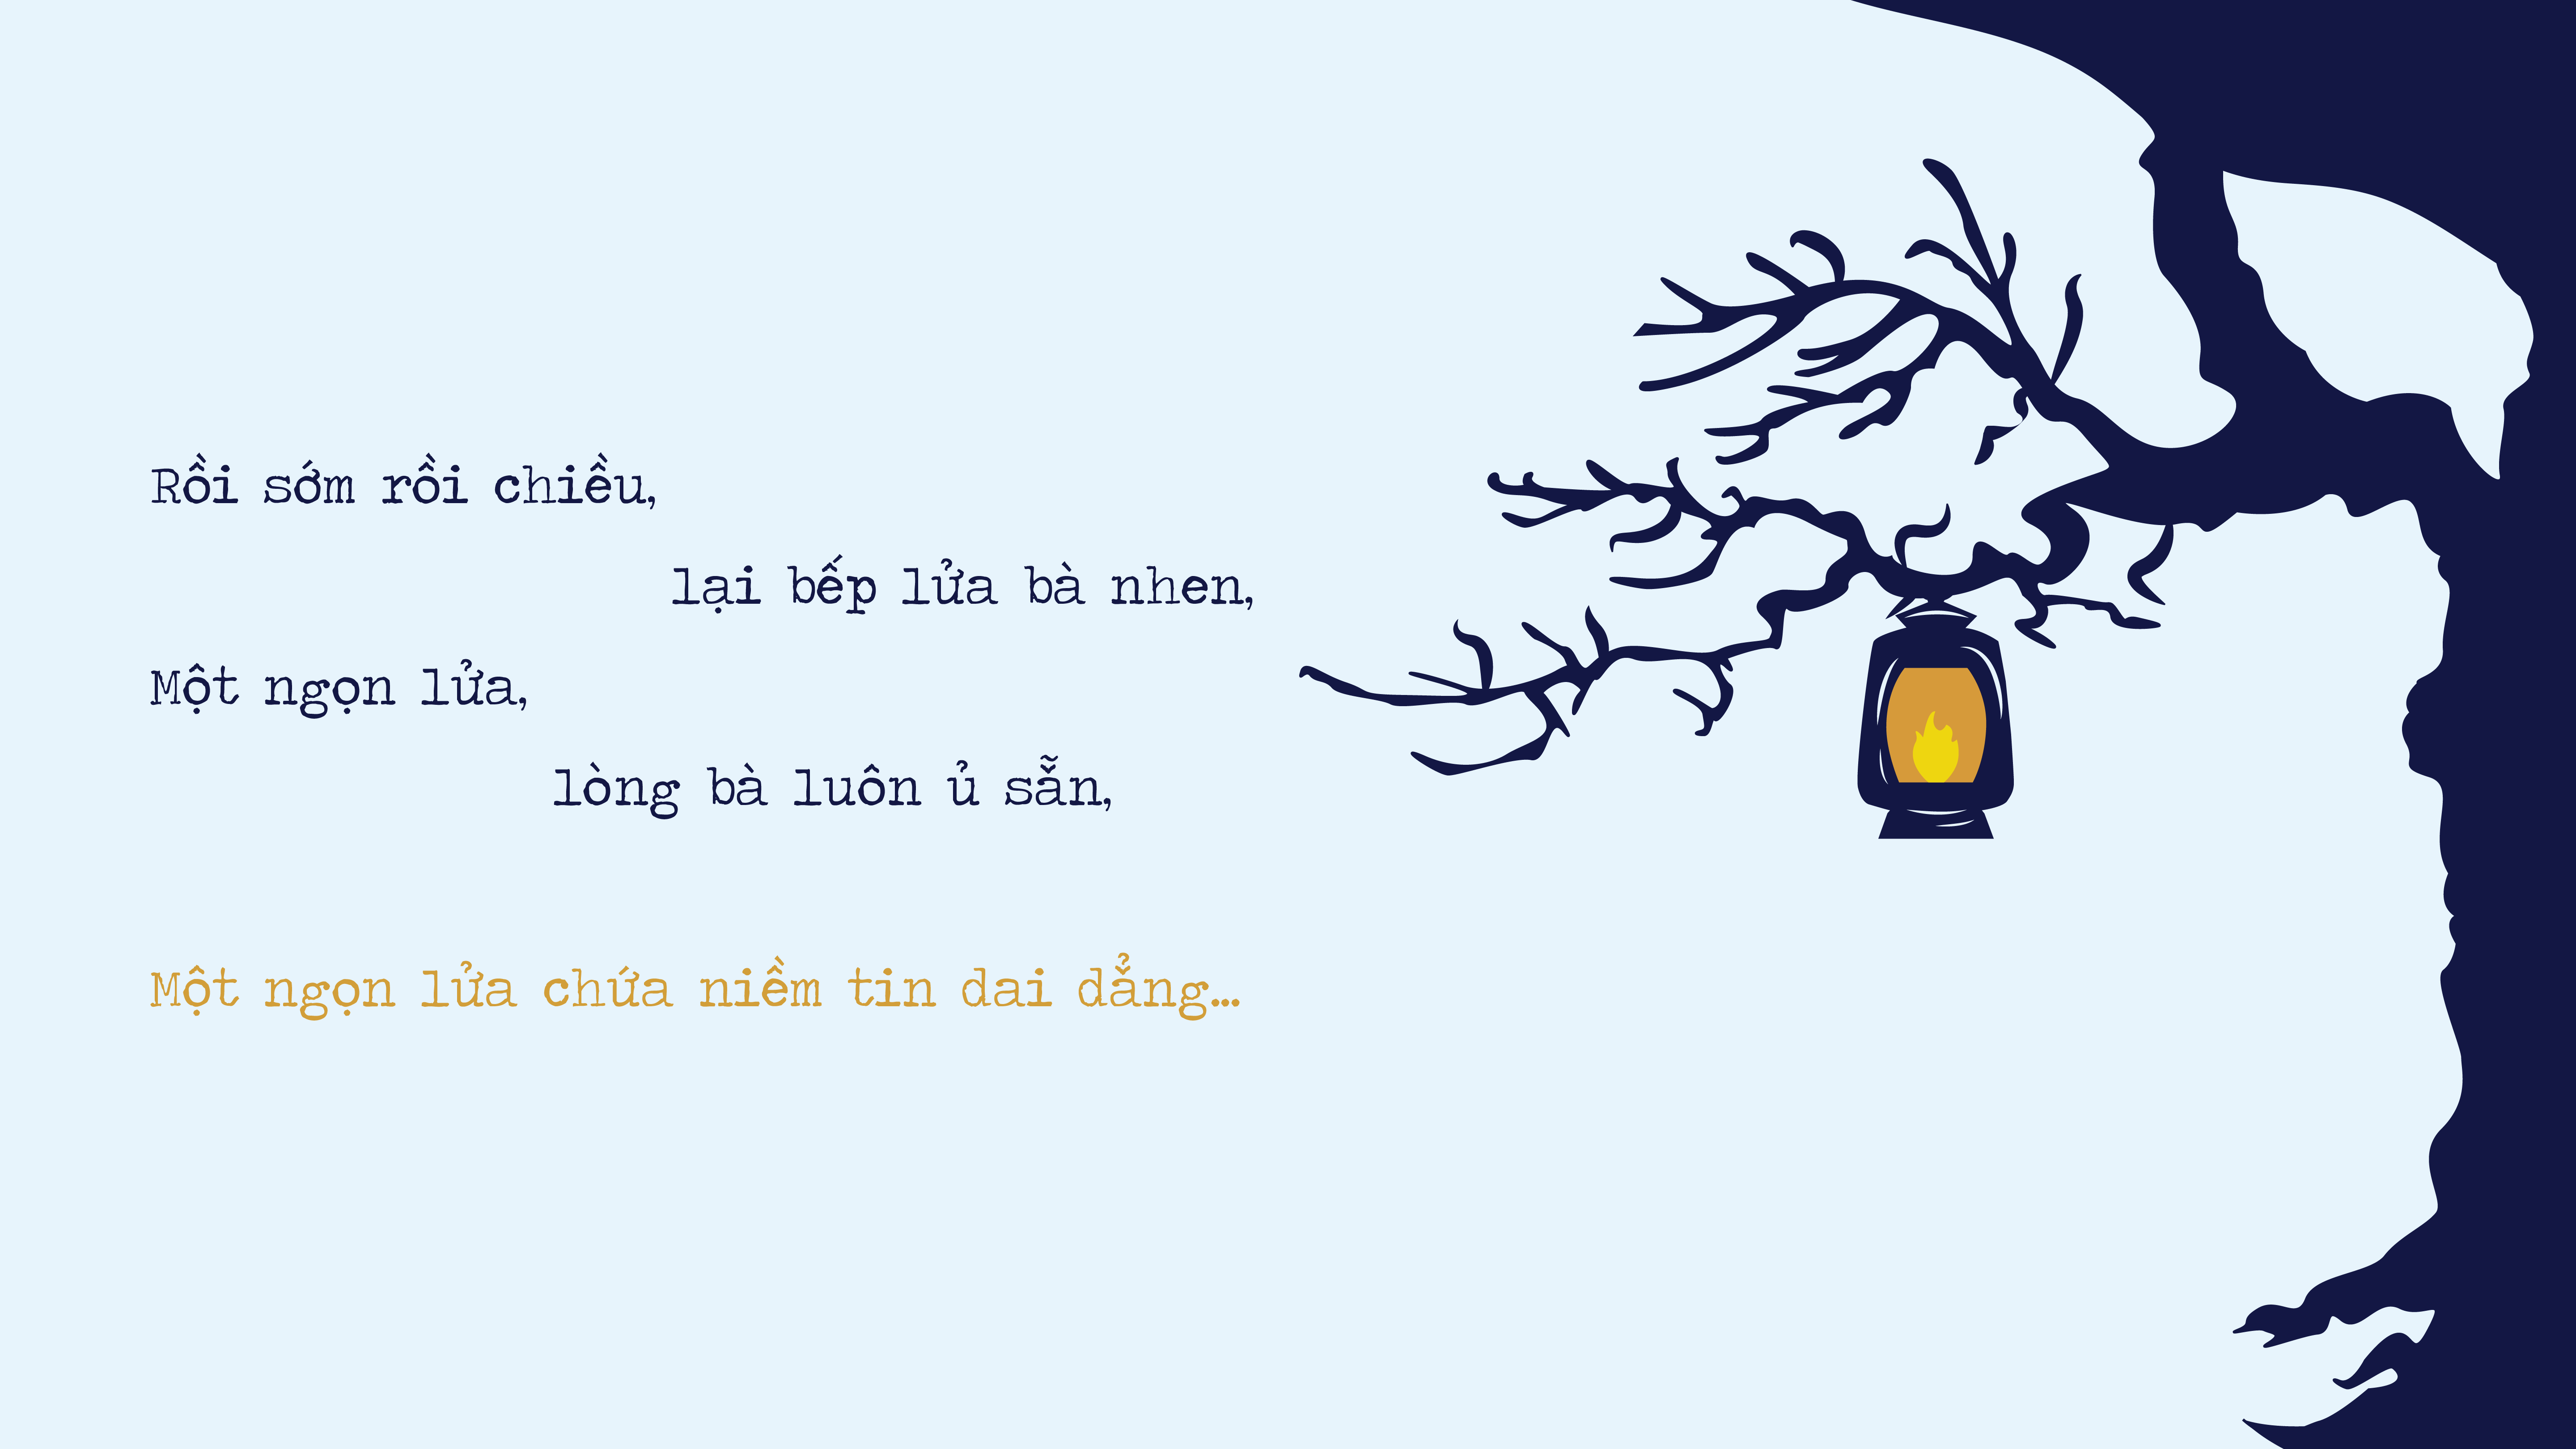 Rồi sớm rồi chiều,
lại bếp lửa bà nhen,
Một ngọn lửa,
lòng bà luôn ủ sẵn,
Một ngọn lửa chứa niềm tin dai dẳng...